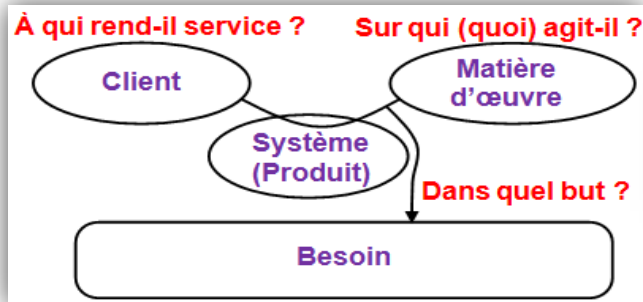 À qui rend-il service ?
Sur qui (quoi) agit-il ?
Client
Matière
d'œuvre
Système
(Produit)
Dans quel but ?
Besoin